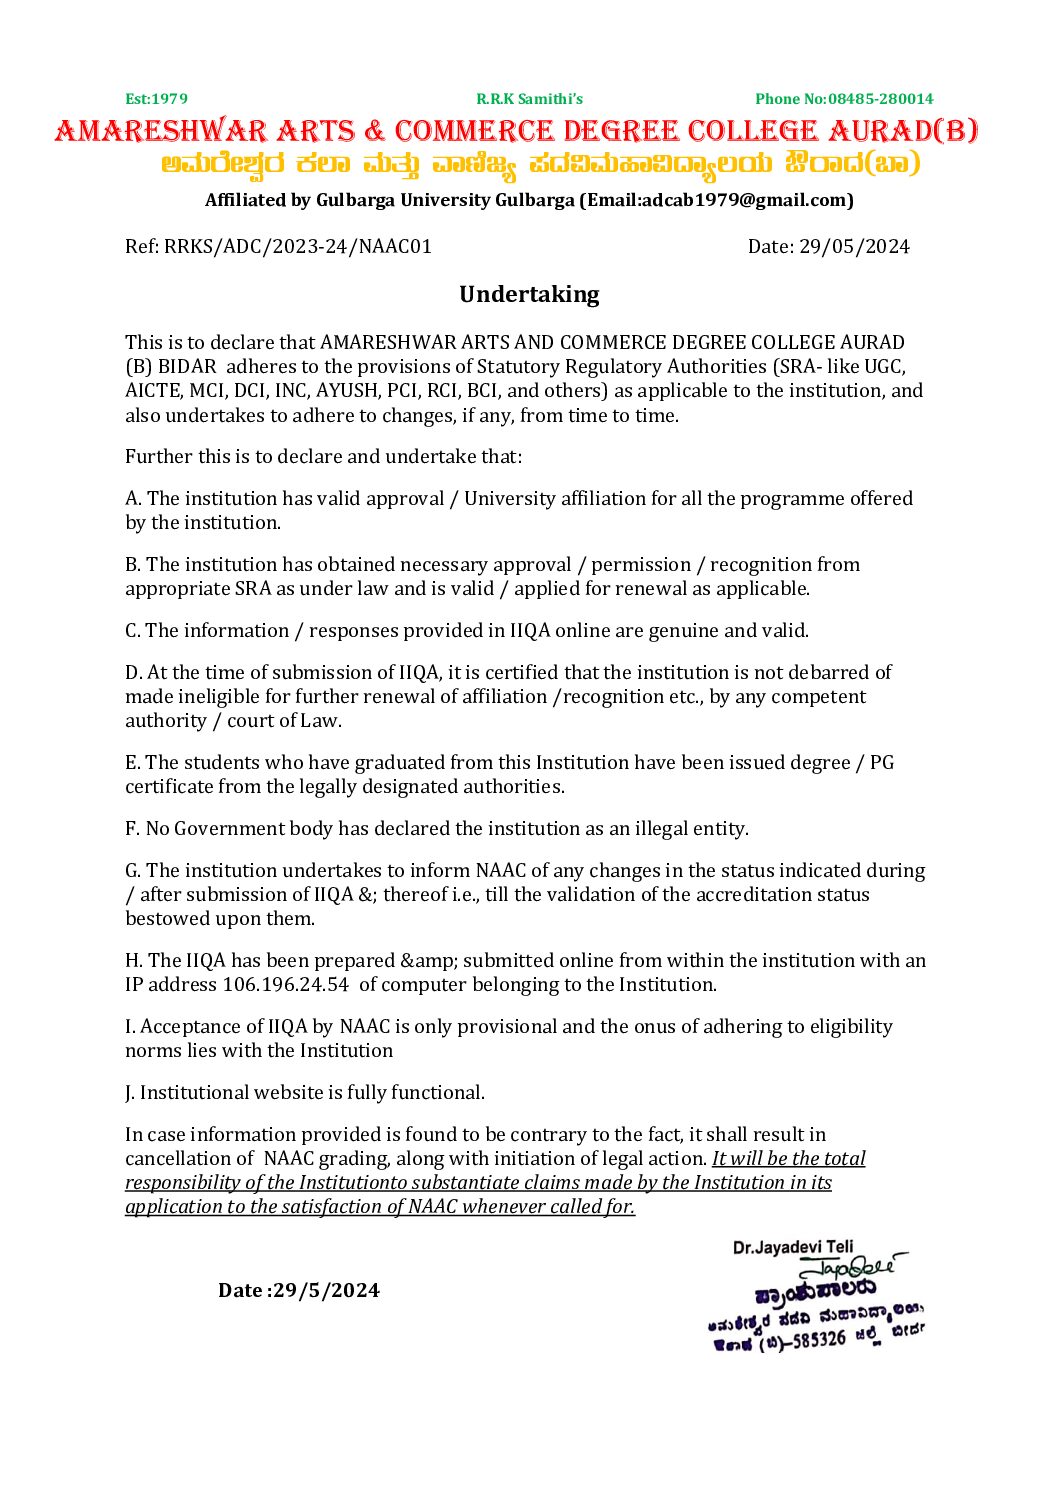 Est:1979 R.R.K Samithi's Phone No:08485-280014
AMARESHWAR ARTS & COMMERCE DEGREE COLLEGE AURAD(B)
ಅಮರೇಶ್ವರ ಕಲಾ ಮತ್ತು ವಾಣಿಜ್ಯ ಪದವಿಮಹಾವಿದ್ಯಾಲಯ ಔರಾದ(ಬಾ)
Affiliated by Gulbarga University Gulbarga (Email:adcab1979@gmail.com)
Ref: RRKS/ADC/2023-24/NAAC01 Date: 29/05/2024
Undertaking
This is to declare that AMARESHWAR ARTS AND COMMERCE DEGREE COLLEGE AURAD
(B) BIDAR adheres to the provisions of Statutory Regulatory Authorities (SRA- like UGC,
AICTE, MCI, DCI, INC, AYUSH, PCI, RCI, BCI, and others) as applicable to the institution, and
also undertakes to adhere to changes, if any, from time to time.
Further this is to declare and undertake that:
A. The institution has valid approval / University affiliation for all the programme offered
by the institution.
B. The institution has obtained necessary approval / permission / recognition from
appropriate SRA as under law and is valid / applied for renewal as applicable.
C. The information / responses provided in IIQA online are genuine and valid.
D. At the time of submission of IIQA, it is certified that the institution is not debarred of
made ineligible for further renewal of affiliation /recognition etc., by any competent
authority / court of Law.
E. The students who have graduated from this Institution have been issued degree / PG
certificate from the legally designated authorities.
F. No Government body has declared the institution as an illegal entity.
G. The institution undertakes to inform NAAC of any changes in the status indicated during
/ after submission of IIQA &; thereof i.e., till the validation of the accreditation status
bestowed upon them.
H. The IIQA has been prepared &amp; submitted online from within the institution with an
IP address 106.196.24.54 of computer belonging to the Institution.
I. Acceptance of IIQA by NAAC is only provisional and the onus of adhering to eligibility
norms lies with the Institution
J. Institutional website is fully functional.
In case information provided is found to be contrary to the fact, it shall result in
cancellation of NAAC grading, along with initiation of legal action. It will be the total
responsibility of the Institutionto substantiate claims made by the Institution in its
application to the satisfaction of NAAC whenever called for.
Dr.Jayadevi Teli
Date :29/5/2024
ಪ್ರಾಂಶುಪಾಲರು
ಅಮರೇಶ್ವರ ಪದವಿ ಮಹಾವಿದ್ಯಾಲಯ,
ಔರಾಡ (ಬಿ)–585326 ಜಿಲ್ಲೆ ಬೀದರ